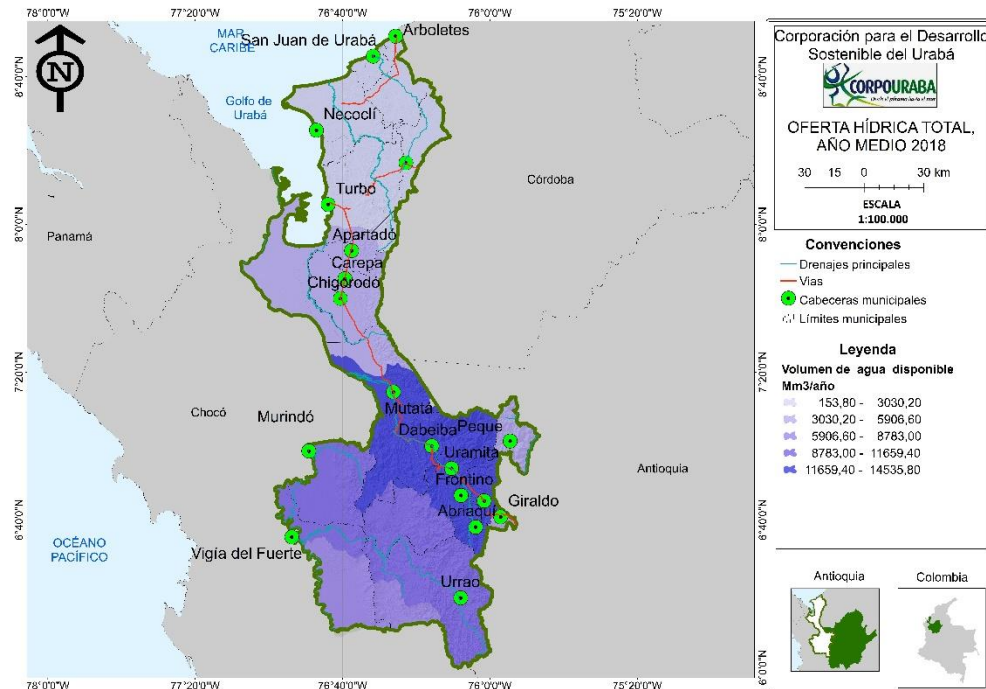 78°0'0"W 77°20'0"W 76°40'0"W 76°0'0"W 75°20'0"W
8°40'0"N
8°0'0"N
7°20'0"N
6°40'0"N
8°40'0"N
8°0'0"N
7°20'0"N
6°40'0"N
6°0'0"N
78°0'0"W 77°20'0"W 76°40'0"W 76°0'0"W 75°20'0"W
N
MAR
CARIBE
Golfo de
Urabá
Arboletes
San Juan de Urabá
Necoclí
Turbo
Córdoba
Panamá
Apartadó
Carepa
Chigorodó
Chocó
Mutatá
Murindó
Dabeiba
Peque
Uramita
Antioquia
Frontino
Giraldo
Abriaquí
OCÉANO
PACÍFICO
Vigía del Fuerte
Urrao
Corporación para el Desarrollo
Sostenible del Urabá
CORPOURABA
OFERTA HÍDRICA TOTAL,
AÑO MEDIO 2018
30 15 0 30 km
ESCALA
1:100.000
Convenciones
Drenajes principales
Vias
Cabeceras municipales
Límites municipales
Leyenda
Volumen de agua disponible
Mm3/año
153,80 - 3030,20
3030,20 - 5906,60
5906,60 - 8783,00
8783,00 - 11659,40
11659,40 - 14535,80
Antioquia
Colombia